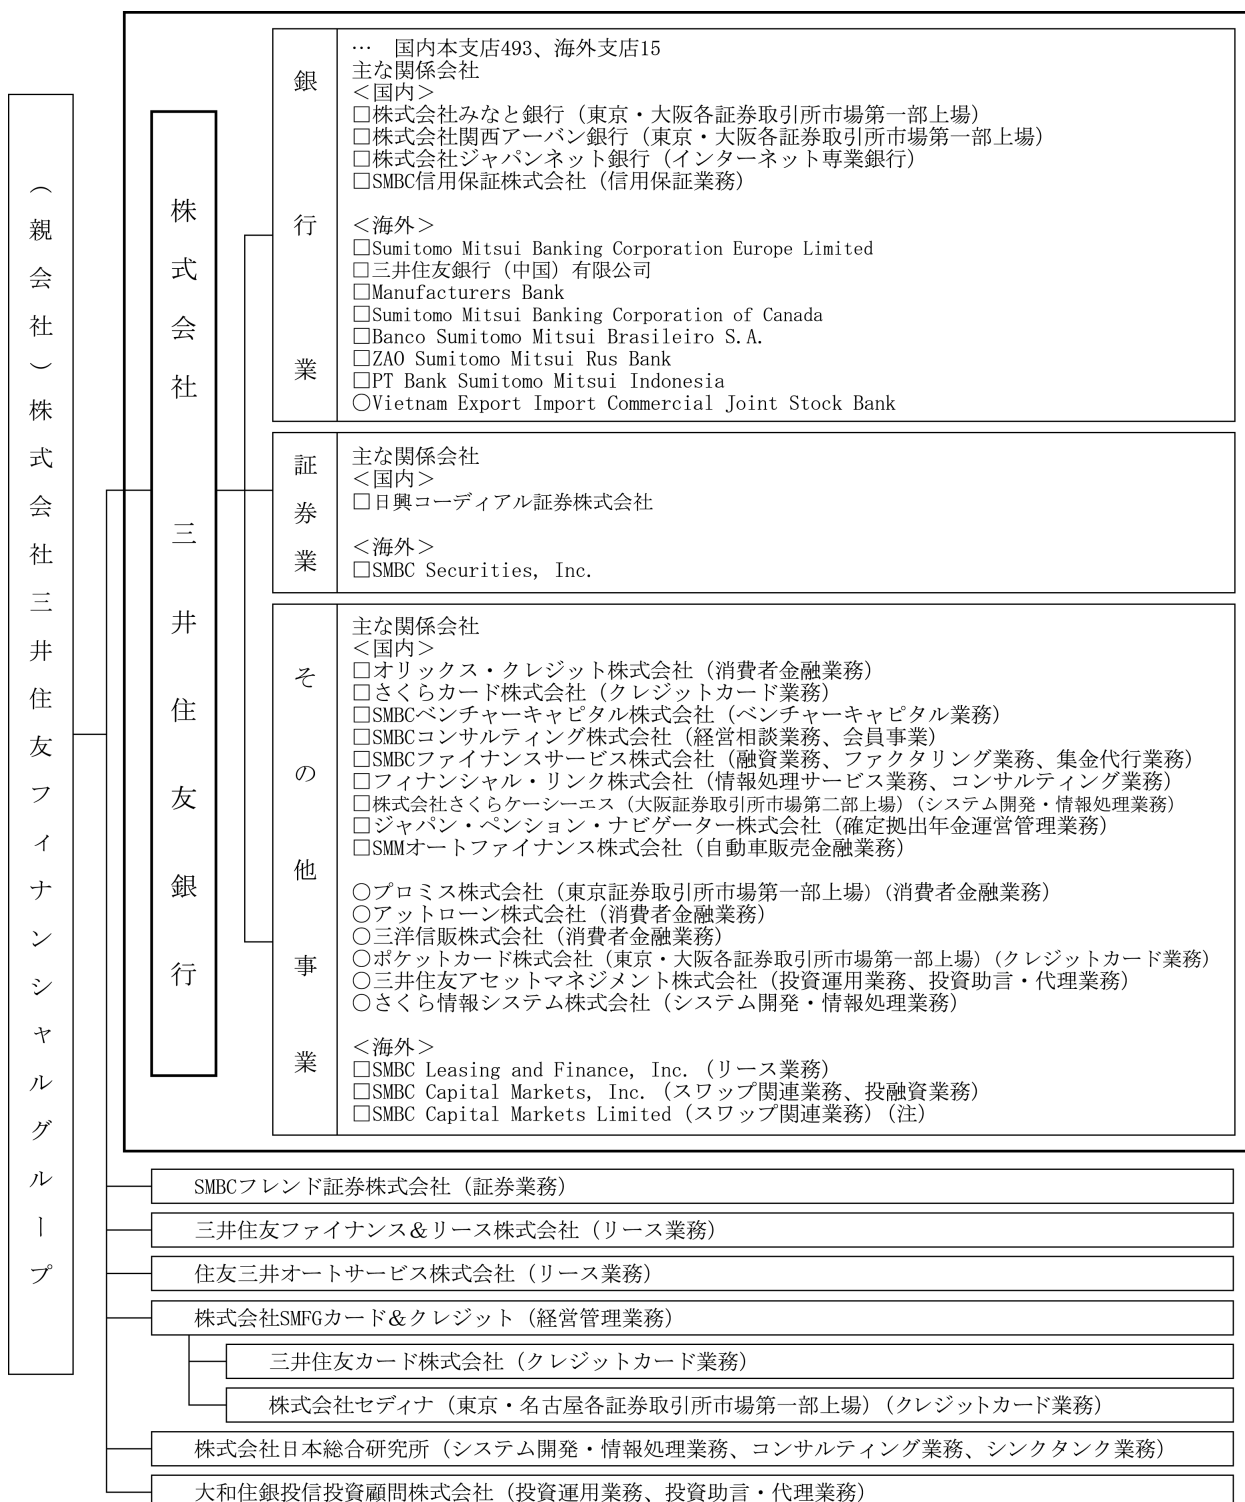 (親会社)株式会社三井住友フィナンシャルグループ
株式会社 三井住友銀行
銀行業
… 国内本支店493、海外支店15
主な関係会社
<国内>
□株式会社みなと銀行(東京・大阪各証券取引所市場第一部上場)
□株式会社関西アーバン銀行(東京・大阪各証券取引所市場第一部上場)
□株式会社ジャパンネット銀行(インターネット専業銀行)
□SMBC信用保証株式会社(信用保証業務)
<海外>
□Sumitomo Mitsui Banking Corporation Europe Limited
□三井住友銀行(中国)有限公司
□Manufacturers Bank
□Sumitomo Mitsui Banking Corporation of Canada
□Banco Sumitomo Mitsui Brasileiro S.A.
□ZAO Sumitomo Mitsui Rus Bank
□PT Bank Sumitomo Mitsui Indonesia
○Vietnam Export Import Commercial Joint Stock Bank
証券業
主な関係会社
<国内>
□日興コーディアル証券株式会社
<海外>
□SMBC Securities, Inc.
その他事業
主な関係会社
<国内>
□オリックス・クレジット株式会社(消費者金融業務)
□さくらカード株式会社(クレジットカード業務)
□SMBCベンチャーキャピタル株式会社(ベンチャーキャピタル業務)
□SMBCコンサルティング株式会社(経営相談業務、会員事業)
□SMBCファイナンスサービス株式会社(融資業務、ファクタリング業務、集金代行業務)
□フィナンシャル・リンク株式会社(情報処理サービス業務、コンサルティング業務)
□株式会社さくらケーシーエス(大阪証券取引所市場第二部上場)(システム開発・情報処理業務)
□ジャパン・ペンション・ナビゲーター株式会社(確定拠出年金運営管理業務)
□SMMオートファイナンス株式会社(自動車販売金融業務)
○プロミス株式会社(東京証券取引所市場第一部上場)(消費者金融業務)
○アットローン株式会社(消費者金融業務)
○三洋信販株式会社(消費者金融業務)
○ポケットカード株式会社(東京・大阪各証券取引所市場第一部上場)(クレジットカード業務)
○三井住友アセットマネジメント株式会社(投資運用業務、投資助言・代理業務)
○さくら情報システム株式会社(システム開発・情報処理業務)
<海外>
□SMBC Leasing and Finance, Inc.(リース業務)
□SMBC Capital Markets, Inc.(スワップ関連業務、投融資業務)
□SMBC Capital Markets Limited(スワップ関連業務)(注)
SMBCフレンド証券株式会社(証券業務)
三井住友ファイナンス&リース株式会社(リース業務)
住友三井オートサービス株式会社(リース業務)
株式会社SMFGカード&クレジット(経営管理業務)
三井住友カード株式会社(クレジットカード業務)
株式会社セディナ(東京・名古屋各証券取引所市場第一部上場)(クレジットカード業務)
株式会社日本総合研究所(システム開発・情報処理業務、コンサルティング業務、シンクタンク業務)
大和住銀投信投資顧問株式会社(投資運用業務、投資助言・代理業務)